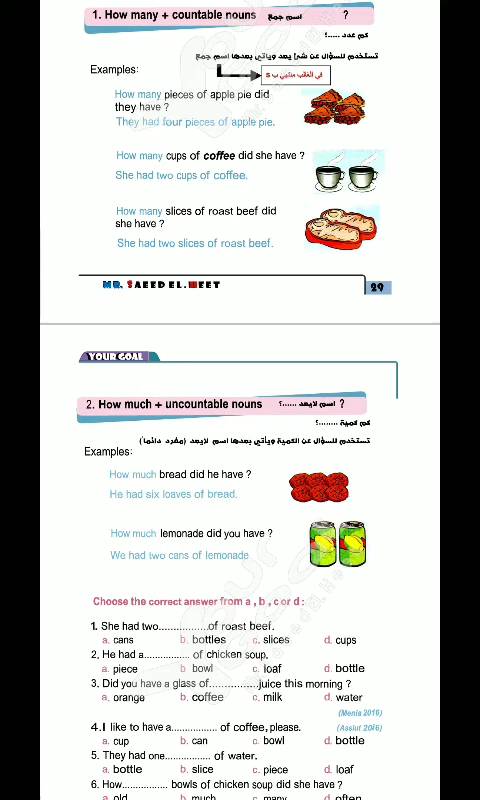 1. How many + countable nouns اسم جمع ?
كم عدد .....؟
تستخدم للسؤال عن شئ يعد ويأتى بعدها اسم جمع
Examples:
فى الغالب منتهي ب s
How many pieces of apple pie did
they have ?
They had four pieces of apple pie.
How many cups of coffee did she have ?
She had two cups of coffee.
How many slices of roast beef did
she have ?
She had two slices of roast beef.
MR. SAEED EL.HEET
29
YOUR GOAL
2. How much + uncountable nouns اسم لايعد ......؟ ?
كم كمية ........؟
تستخدم للسؤال عن الكمية ويأتى بعدها اسم لايعد (مفرد دائما)
Examples:
How much bread did he have ?
He had six loaves of bread.
How much lemonade did you have ?
We had two cans of lemonade
Choose the correct answer from a , b , c or d :
1. She had two................of roast beef.
a. cans b. bottles c. slices d. cups
2. He had a................ of chicken soup.
a. piece b. bowl c. loaf d. bottle
3. Did you have a glass of................juice this morning ?
a. orange b. coffee c. milk d. water
(Menia 2016)
4.I like to have a................ of coffee, please. (Assiut 2016)
a. cup b. can c. bowl d. bottle
5. They had one................ of water.
a. bottle b. slice c. piece d. loaf
6. How................ bowls of chicken soup did she have ?
a. old b. much c. many d. often